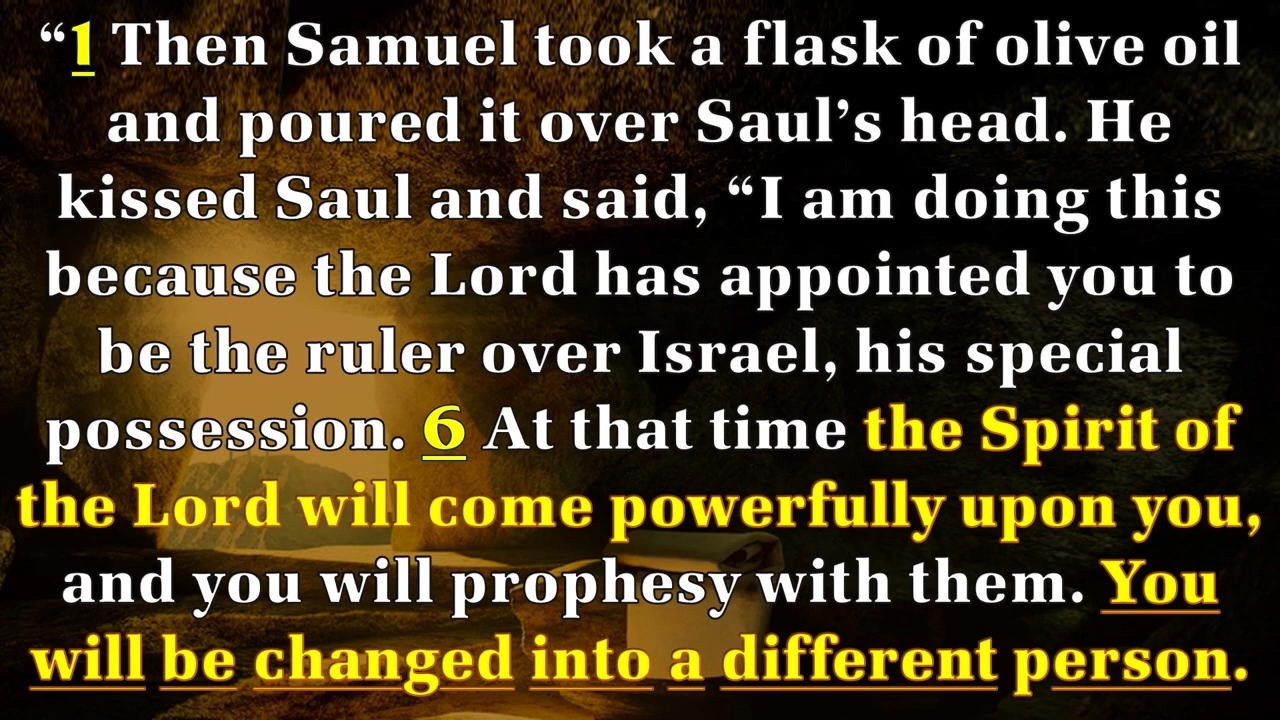 “1 Then Samuel took a flask of olive oil
and poured it over Saul’s head. He
kissed Saul and said, “I am doing this
because the Lord has appointed you to
be the ruler over Israel, his special
possession. 6 At that time the Spirit of
the Lord will come powerfully upon you,
and you will prophesy with them. You
will be changed into a different person.